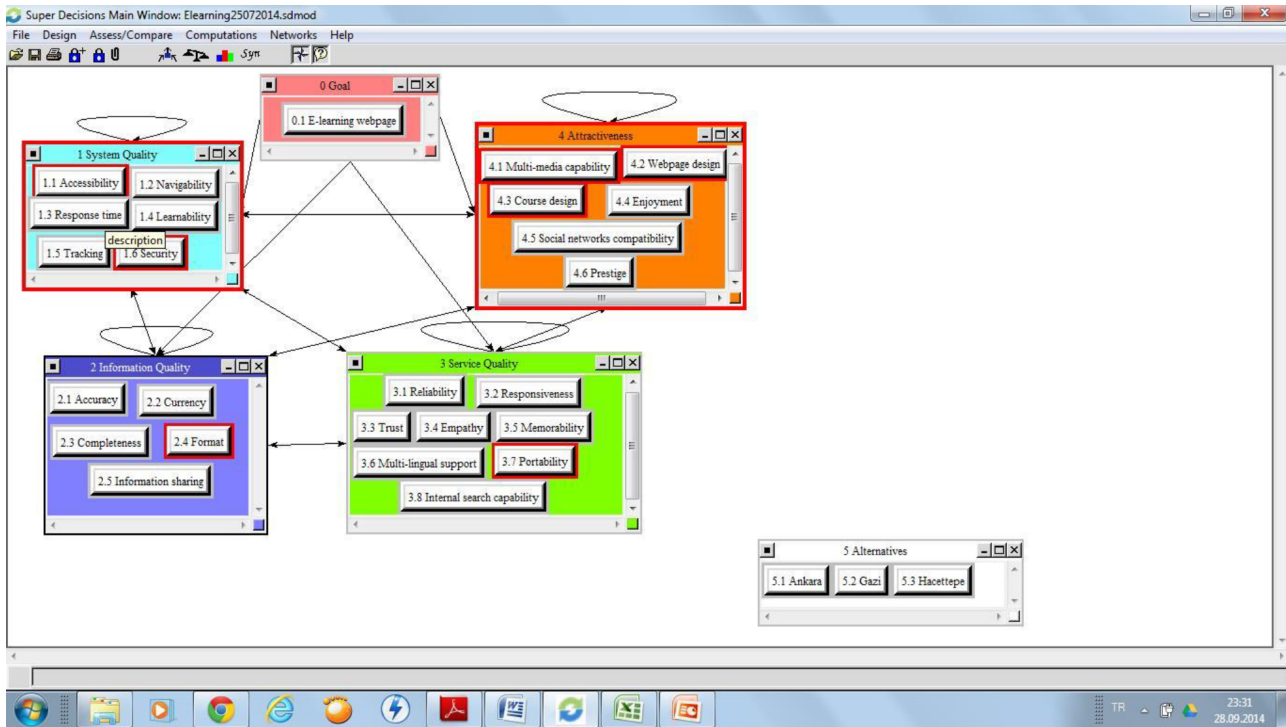 Super Decisions Main Window: Elearning25072014.sdmod
File Design Assess/Compare Computations Networks Help
Syn
0 Goal
0.1 E-learning webpage
1 System Quality
1.1 Accessibility 1.2 Navigability
1.3 Response time 1.4 Learnability
description
1.5 Tracking 1.6 Security
4 Attractiveness
4.1 Multi-media capability 4.2 Webpage design
4.3 Course design 4.4 Enjoyment
4.5 Social networks compatibility
4.6 Prestige
2 Information Quality
2.1 Accuracy 2.2 Currency
2.3 Completeness 2.4 Format
2.5 Information sharing
3 Service Quality
3.1 Reliability 3.2 Responsiveness
3.3 Trust 3.4 Empathy 3.5 Memorability
3.6 Multi-lingual support 3.7 Portability
3.8 Internal search capability
5 Alternatives
5.1 Ankara 5.2 Gazi 5.3 Hacettepe
TR
23:31
28.09.2014